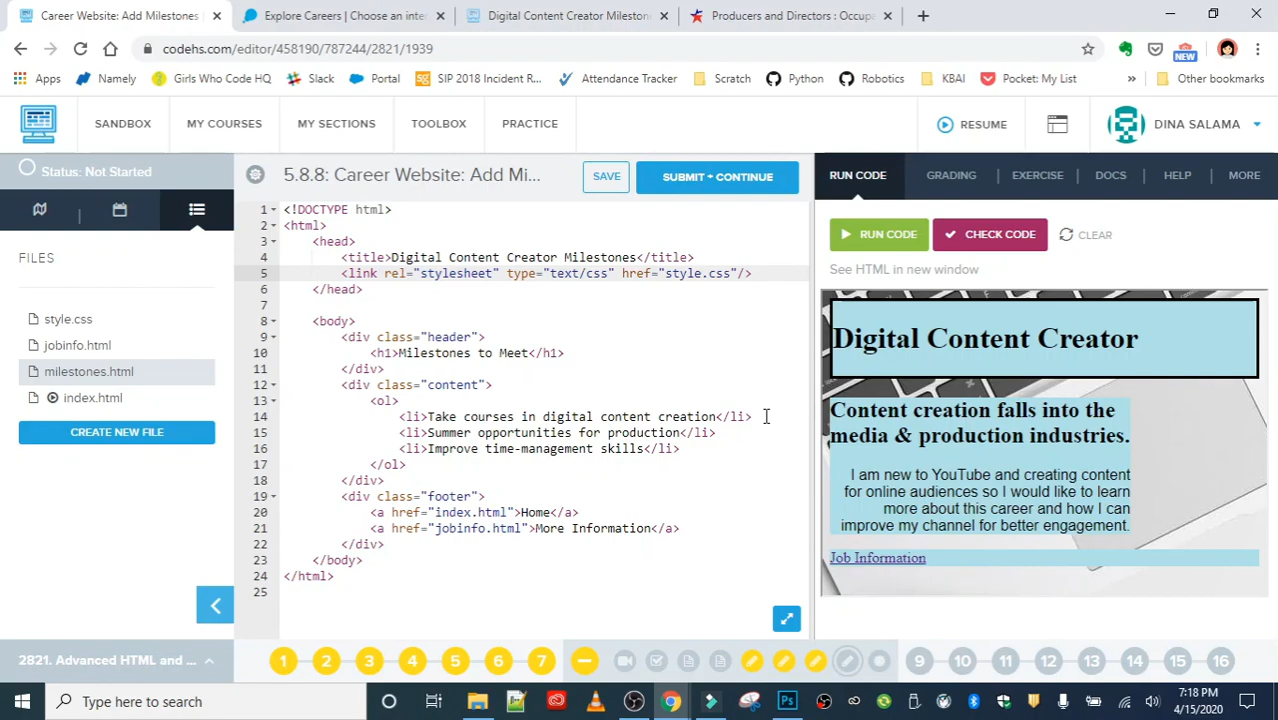 Career Website: Add Milestones
Explore Careers | Choose an inter
Digital Content Creator Mileston
Producers and Directors : Occupa
codehs.com/editor/458190/787244/2821/1939
NEW
Apps
Namely
Girls Who Code HQ
Slack
Portal
SIP 2018 Incident R...
Attendance Tracker
Scratch
Python
Robotics
KBAI
Pocket: My List
»
Other bookmarks
SANDBOX
MY COURSES
MY SECTIONS
TOOLBOX
PRACTICE
RESUME
DINA SALAMA
Status: Not Started
5.8.8: Career Website: Add Mi...
SAVE
SUBMIT + CONTINUE
RUN CODE
GRADING
EXERCISE
DOCS
HELP
MORE
FILES
style.css
jobinfo.html
milestones.html
index.html
CREATE NEW FILE
1 <!DOCTYPE html>
2 <html>
3 <head>
4 <title>Digital Content Creator Milestones</title>
5 <link rel="stylesheet" type="text/css" href="style.css"/>
6 </head>
7
8 <body>
9 <div class="header">
10 <h1>Milestones to Meet</h1>
11 </div>
12 <div class="content">
13 <ol>
14 <li>Take courses in digital content creation</li>
15 <li>Summer opportunities for production</li>
16 <li>Improve time-management skills</li>
17 </ol>
18 </div>
19 <div class="footer">
20 <a href="index.html">Home</a>
21 <a href="jobinfo.html">More Information</a>
22 </div>
23 </body>
24 </html>
25
RUN CODE
CHECK CODE
CLEAR
See HTML in new window
Digital Content Creator
Content creation falls into the
media & production industries.
I am new to YouTube and creating content
for online audiences so I would like to learn
more about this career and how I can
improve my channel for better engagement.
Job Information
2821. Advanced HTML and ...
1 2 3 4 5 6 7 9 10 11 12 13 14 15 16
Type here to search
7:18 PM
4/15/2020